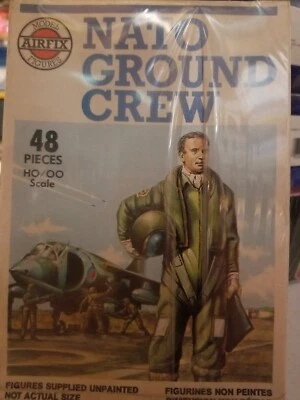 MODEL
AIRFIX
FIGURES
NATO
GROUND
CREW
48
PIECES
HO/OO
Scale
FIGURES SUPPLIED UNPAINTED
NOT ACTUAL SIZE
FIGURINES NON PEINTES